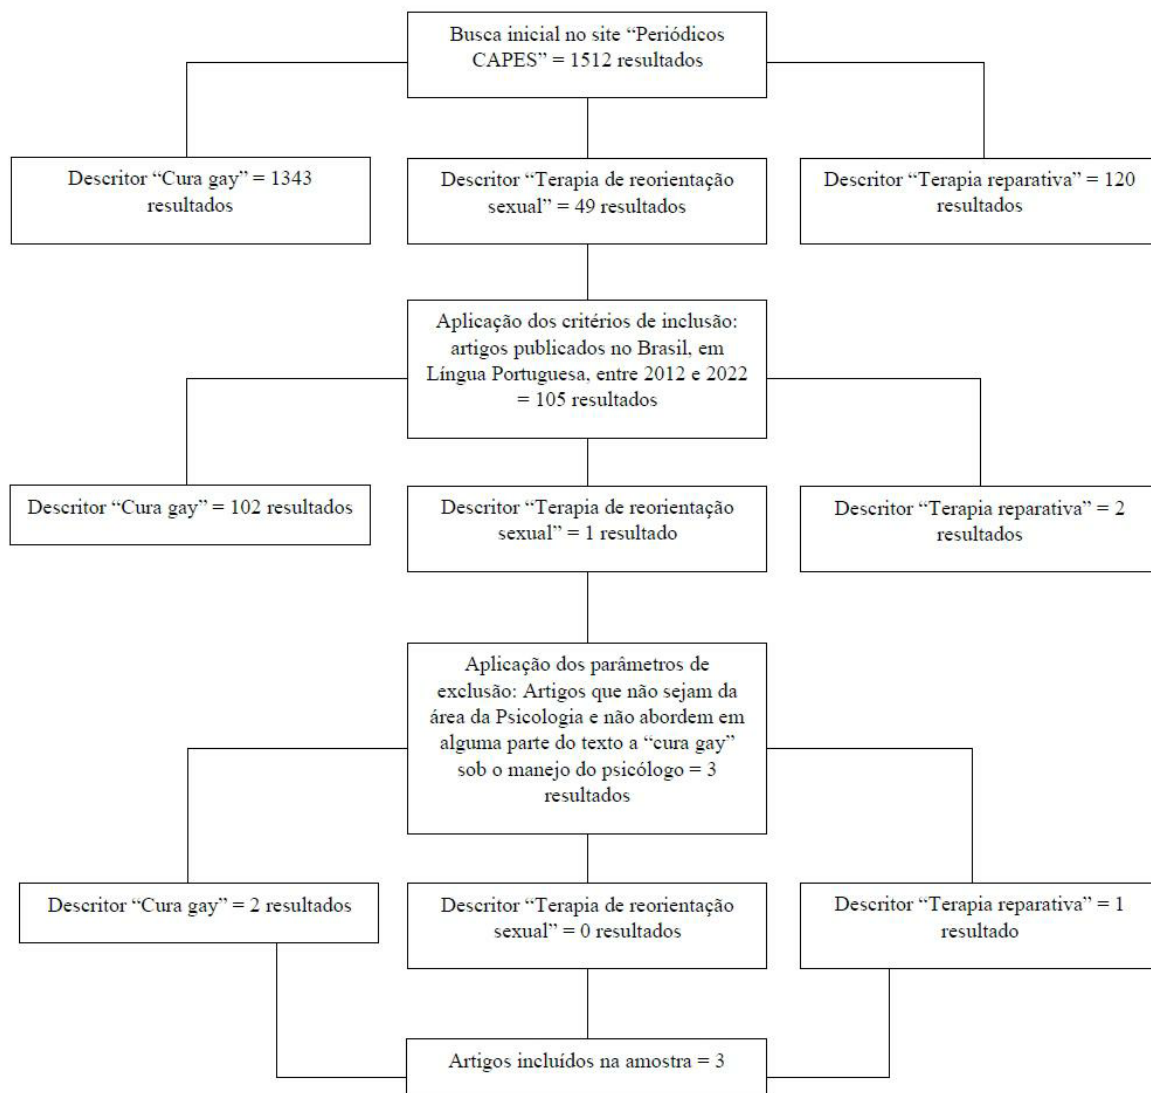 Busca inicial no site “Periódicos
CAPES” = 1512 resultados
Descritor “Cura gay” = 1343
resultados
Descritor “Terapia de reorientação
sexual” = 49 resultados
Descritor “Terapia reparativa” = 120
resultados
Aplicação dos critérios de inclusão:
artigos publicados no Brasil, em
Língua Portuguesa, entre 2012 e 2022
= 105 resultados
Descritor “Cura gay” = 102 resultados
Descritor “Terapia de reorientação
sexual” = 1 resultado
Descritor “Terapia reparativa” = 2
resultados
Aplicação dos parâmetros de
exclusão: Artigos que não sejam da
área da Psicologia e não abordem em
alguma parte do texto a “cura gay”
sob o manejo do psicólogo = 3
resultados
Descritor “Cura gay” = 2 resultados
Descritor “Terapia de reorientação
sexual” = 0 resultados
Descritor “Terapia reparativa” = 1
resultado
Artigos incluídos na amostra = 3